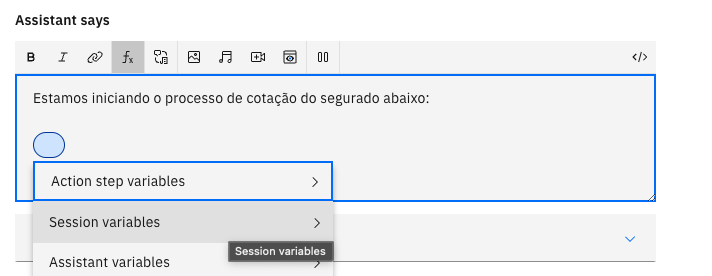 Assistant says
B I fx </>
Estamos iniciando o processo de cotação do segurado abaixo:
Action step variables
Session variables
Session variables
Assistant variables